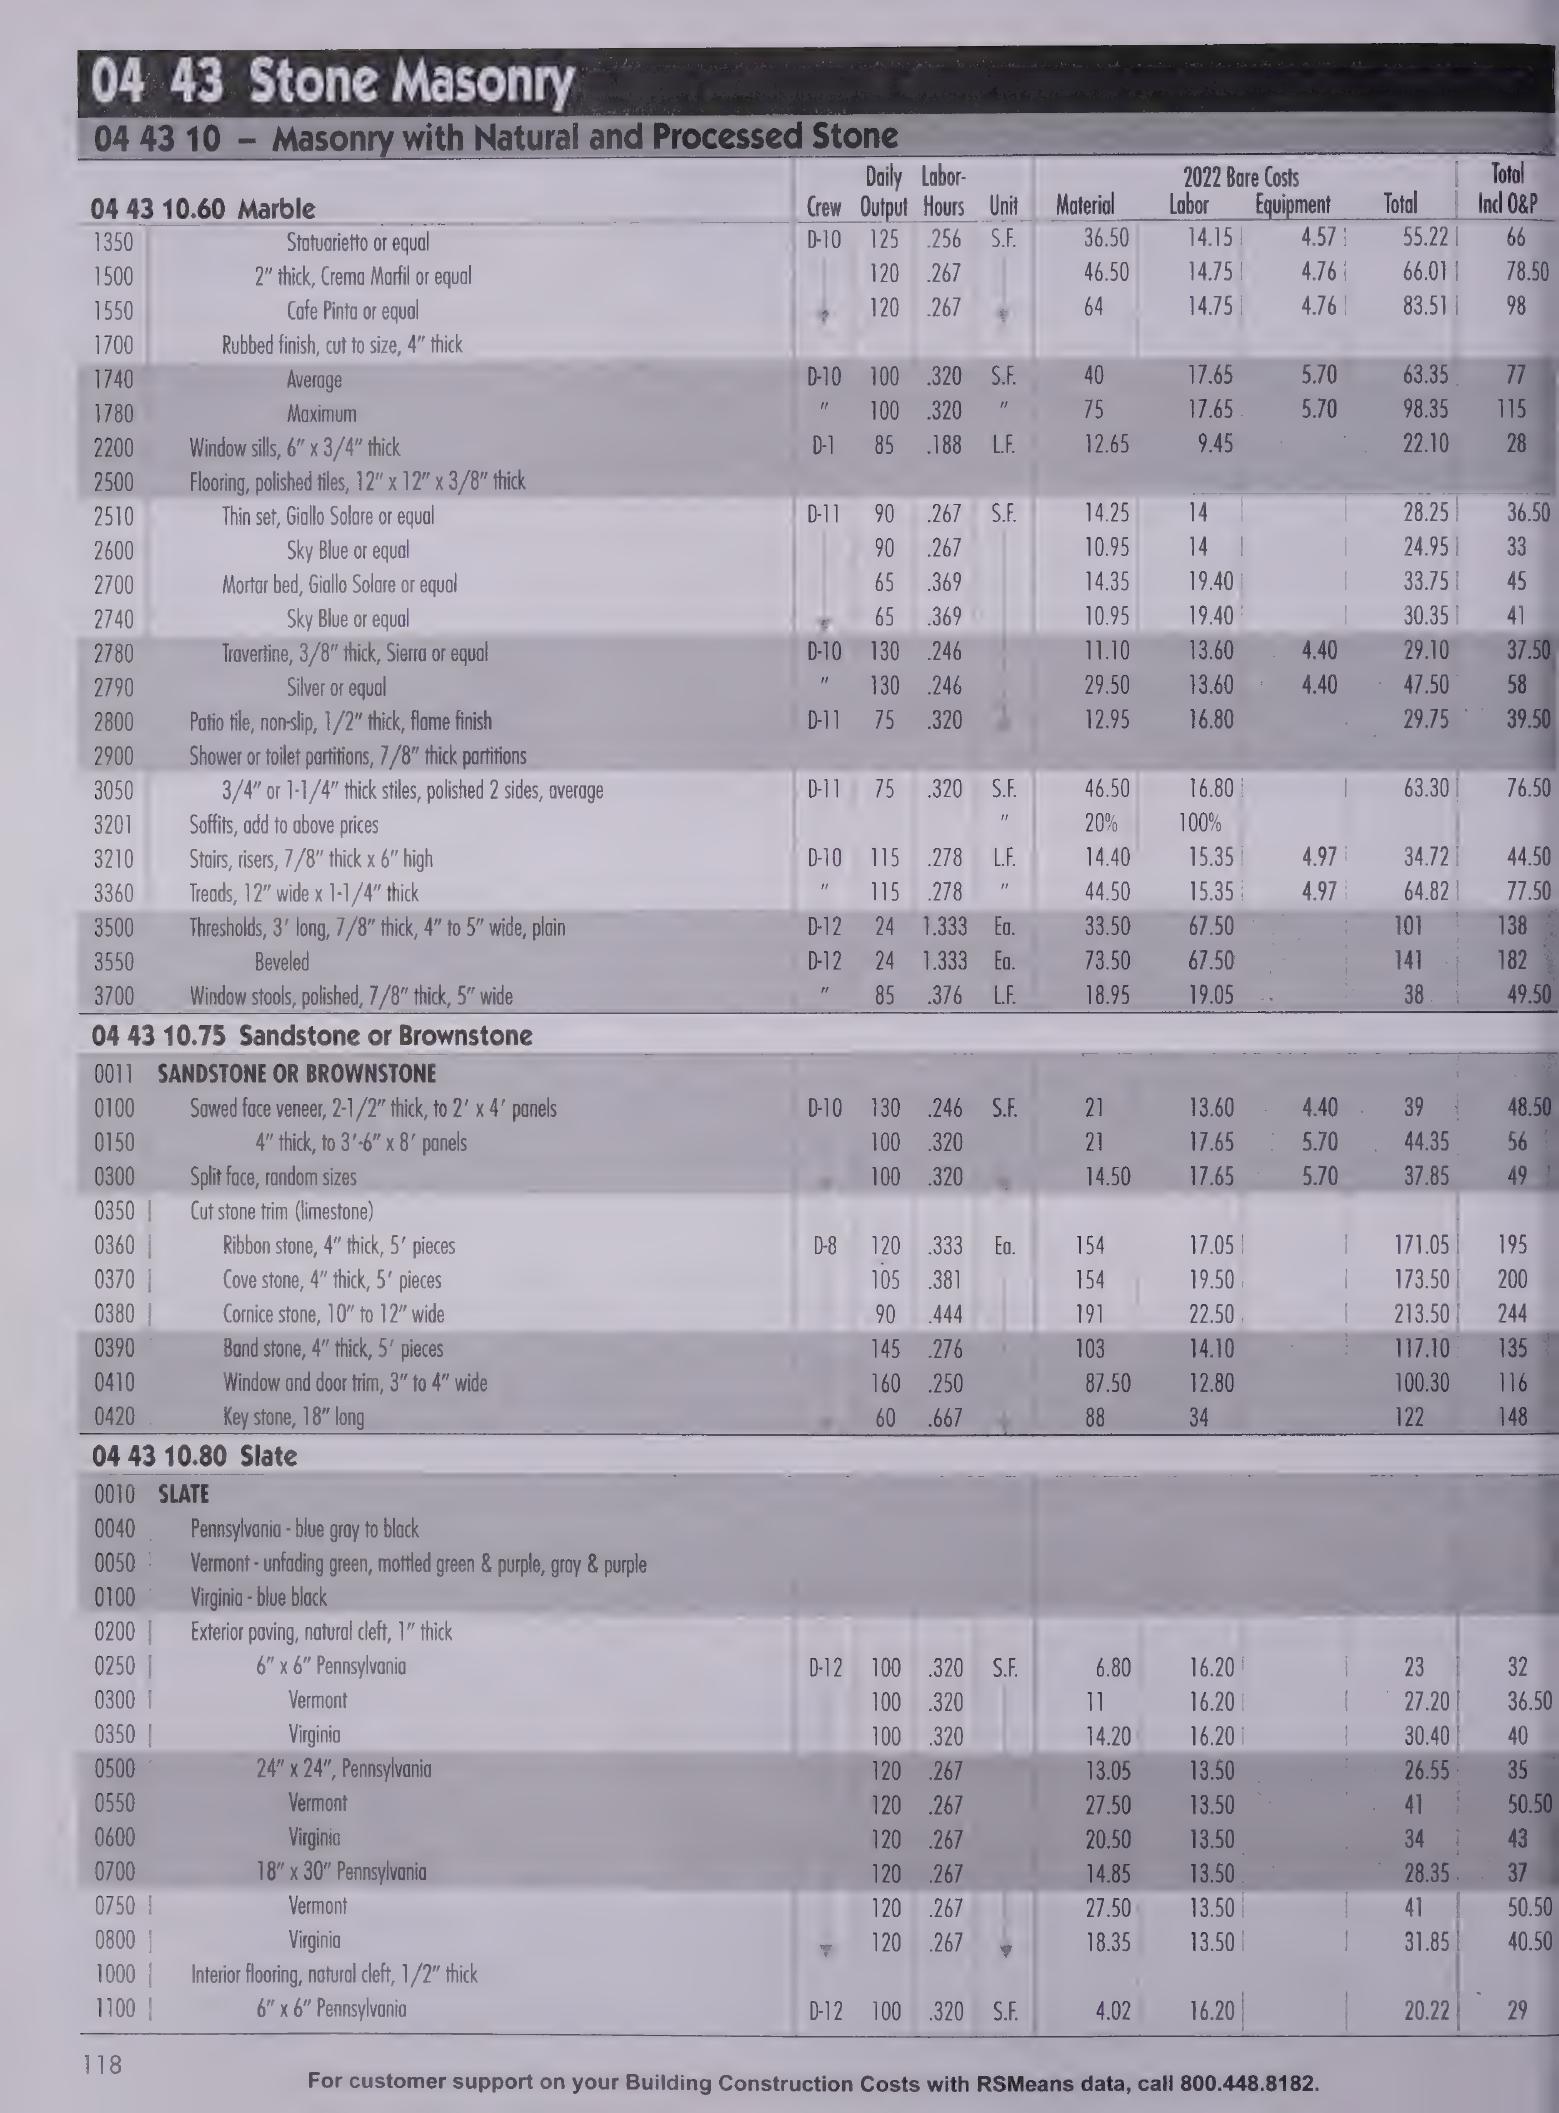 04 43 Stone Masonry
04 43 10 – Masonry with Natural and Processed Stone
Daily Labor- 2022 Bare Costs Total
04 43 10.60 Marble Crew Output Hours Unit Material Labor Equipment Total Incl O&P
1350 Statuarietto or equal D-10 125 .256 S.F. 36.50 14.15 4.57 55.22 66
1500 2" thick, Crema Marfil or equal 120 .267 46.50 14.75 4.76 66.01 78.50
1550 Cafe Pinta or equal 120 .267 64 14.75 4.76 83.51 98
1700 Rubbed finish, cut to size, 4" thick
1740 Average D-10 100 .320 S.F. 40 17.65 5.70 63.35 77
1780 Maximum " 100 .320 " 75 17.65 5.70 98.35 115
2200 Window sills, 6" x 3/4" thick D-1 85 .188 L.F. 12.65 9.45 22.10 28
2500 Flooring, polished tiles, 12" x 12" x 3/8" thick
2510 Thin set, Giallo Solare or equal D-11 90 .267 S.F. 14.25 14 28.25 36.50
2600 Sky Blue or equal 90 .267 10.95 14 24.95 33
2700 Mortar bed, Giallo Solare or equal 65 .369 14.35 19.40 33.75 45
2740 Sky Blue or equal 65 .369 10.95 19.40 30.35 41
2780 Travertine, 3/8" thick, Sierra or equal D-10 130 .246 11.10 13.60 4.40 29.10 37.50
2790 Silver or equal " 130 .246 29.50 13.60 4.40 47.50 58
2800 Patio tile, non-slip, 1/2" thick, flame finish D-11 75 .320 12.95 16.80 29.75 39.50
2900 Shower or toilet partitions, 7/8" thick partitions
3050 3/4" or 1-1/4" thick stiles, polished 2 sides, average D-11 75 .320 S.F. 46.50 16.80 63.30 76.50
3201 Soffits, add to above prices " 20% 100%
3210 Stairs, risers, 7/8" thick x 6" high D-10 115 .278 L.F. 14.40 15.35 4.97 34.72 44.50
3360 Treads, 12" wide x 1-1/4" thick " 115 .278 " 44.50 15.35 4.97 64.82 77.50
3500 Thresholds, 3' long, 7/8" thick, 4" to 5" wide, plain D-12 24 1.333 Ea. 33.50 67.50 101 138
3550 Beveled D-12 24 1.333 Ea. 73.50 67.50 141 182
3700 Window stools, polished, 7/8" thick, 5" wide " 85 .376 L.F. 18.95 19.05 38 49.50
04 43 10.75 Sandstone or Brownstone
0011 SANDSTONE OR BROWNSTONE
0100 Sawed face veneer, 2-1/2" thick, to 2' x 4' panels D-10 130 .246 S.F. 21 13.60 4.40 39 48.50
0150 4" thick, to 3'-6" x 8' panels 100 .320 21 17.65 5.70 44.35 56
0300 Split face, random sizes 100 .320 14.50 17.65 5.70 37.85 49
0350 Cut stone trim (limestone)
0360 Ribbon stone, 4" thick, 5' pieces D-8 120 .333 Ea. 154 17.05 171.05 195
0370 Cove stone, 4" thick, 5' pieces 105 .381 154 19.50 173.50 200
0380 Cornice stone, 10" to 12" wide 90 .444 191 22.50 213.50 244
0390 Band stone, 4" thick, 5' pieces 145 .276 103 14.10 117.10 135
0410 Window and door trim, 3" to 4" wide 160 .250 87.50 12.80 100.30 116
0420 Key stone, 18" long 60 .667 88 34 122 148
04 43 10.80 Slate
0010 SLATE
0040 Pennsylvania - blue gray to black
0050 Vermont - unfading green, mottled green & purple, gray & purple
0100 Virginia - blue black
0200 Exterior paving, natural cleft, 1" thick
0250 6" x 6" Pennsylvania D-12 100 .320 S.F. 6.80 16.20 23 32
0300 Vermont 100 .320 11 16.20 27.20 36.50
0350 Virginia 100 .320 14.20 16.20 30.40 40
0500 24" x 24", Pennsylvania 120 .267 13.05 13.50 26.55 35
0550 Vermont 120 .267 27.50 13.50 41 50.50
0600 Virginia 120 .267 20.50 13.50 34 43
0700 18" x 30" Pennsylvania 120 .267 14.85 13.50 28.35 37
0750 Vermont 120 .267 27.50 13.50 41 50.50
0800 Virginia 120 .267 18.35 13.50 31.85 40.50
1000 Interior flooring, natural cleft, 1/2" thick
1100 6" x 6" Pennsylvania D-12 100 .320 S.F. 4.02 16.20 20.22 29
118
For customer support on your Building Construction Costs with RSMeans data, call 800.448.8182.